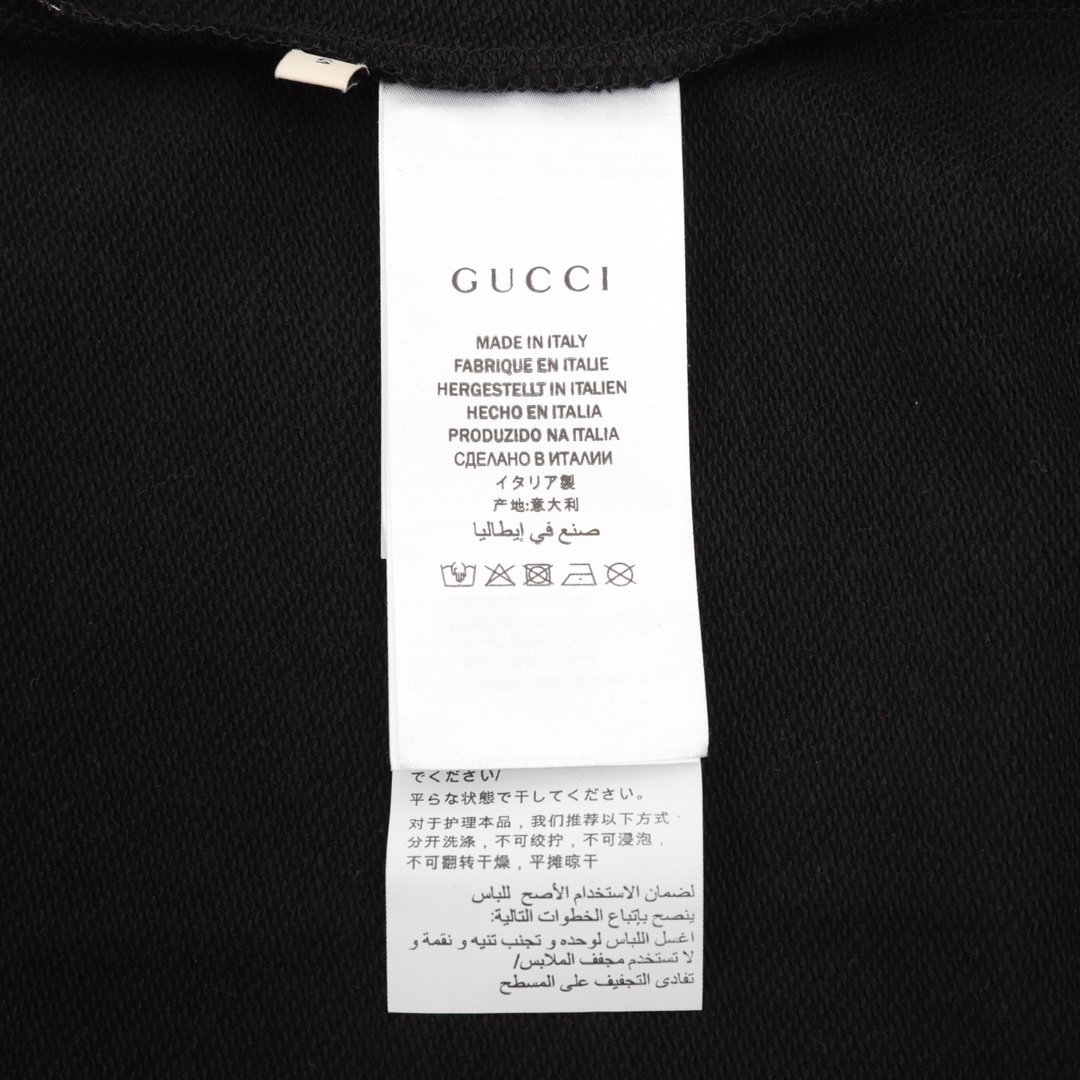 GUCCI
MADE IN ITALY
FABRIQUE EN ITALIE
HERGESTELLT IN ITALIEN
HECHO EN ITALIA
PRODUZIDO NA ITALIA
СДЕЛАНО В ИТАЛИИ
イタリア製
产地:意大利
صنع في إيطاليا
でください/
平らな状態で干してください。
对于护理本品，我们推荐以下方式
分开洗涤，不可绞拧，不可浸泡，
不可翻转干燥，平摊晾干
لضمان الاستخدام الأصح للباس
ينصح بإتباع الخطوات التالية:
اغسل اللباس لوحده و تجنب تنيه و نقمة و
لا تستخدم مجفف الملابس/
تفادى التجفيف على المسطح